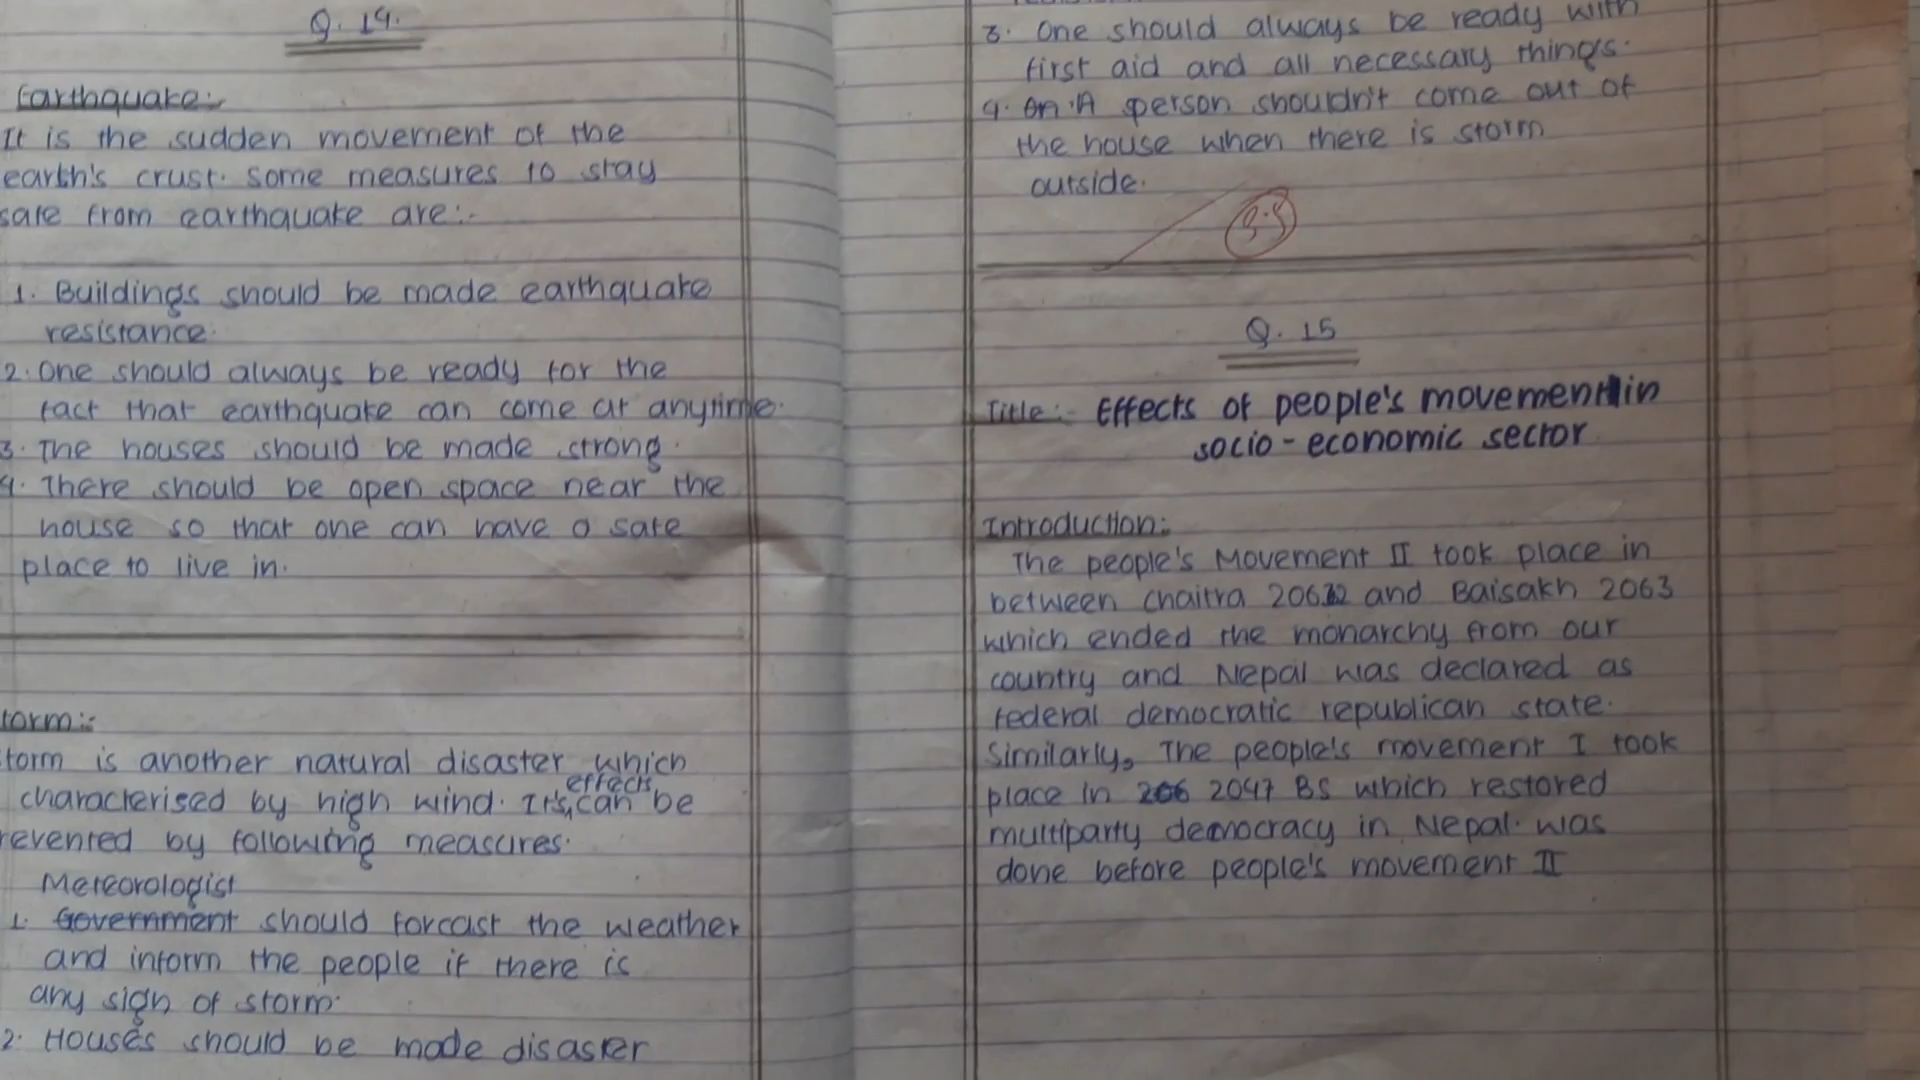 Q. 14.
Earthquake:-
It is the sudden movement of the
earth's crust. Some measures to stay
safe from earthquake are:-
1. Buildings should be made earthquake
resistance.
2. One should always be ready for the
fact that earthquake can come at anytime.
3. The houses should be made strong.
4. There should be open space near the
house so that one can have a safe
place to live in.
torm:-
torm is another natural disaster which
effects
characterised by high wind. It's can be
revented by following measures.
Meteorologist
1. Government should forcast the weather
and inform the people if there is
any sign of storm.
2. Houses should be made disaster
3. One should always be ready with
first aid and all necessary things.
4. On A person shouldn't come out of
the house when there is storm
outside.
3.5
Q. 15
Title:- Effects of people's movement in
socio-economic sector
Introduction:-
The people's Movement II took place in
between Chaitra 2062 and Baisakh 2063
which ended the monarchy from our
country and Nepal was declared as
federal democratic republican state.
Similarly, The people's movement I took
place in 206 2047 BS which restored
multiparty democracy in Nepal. was
done before people's movement II